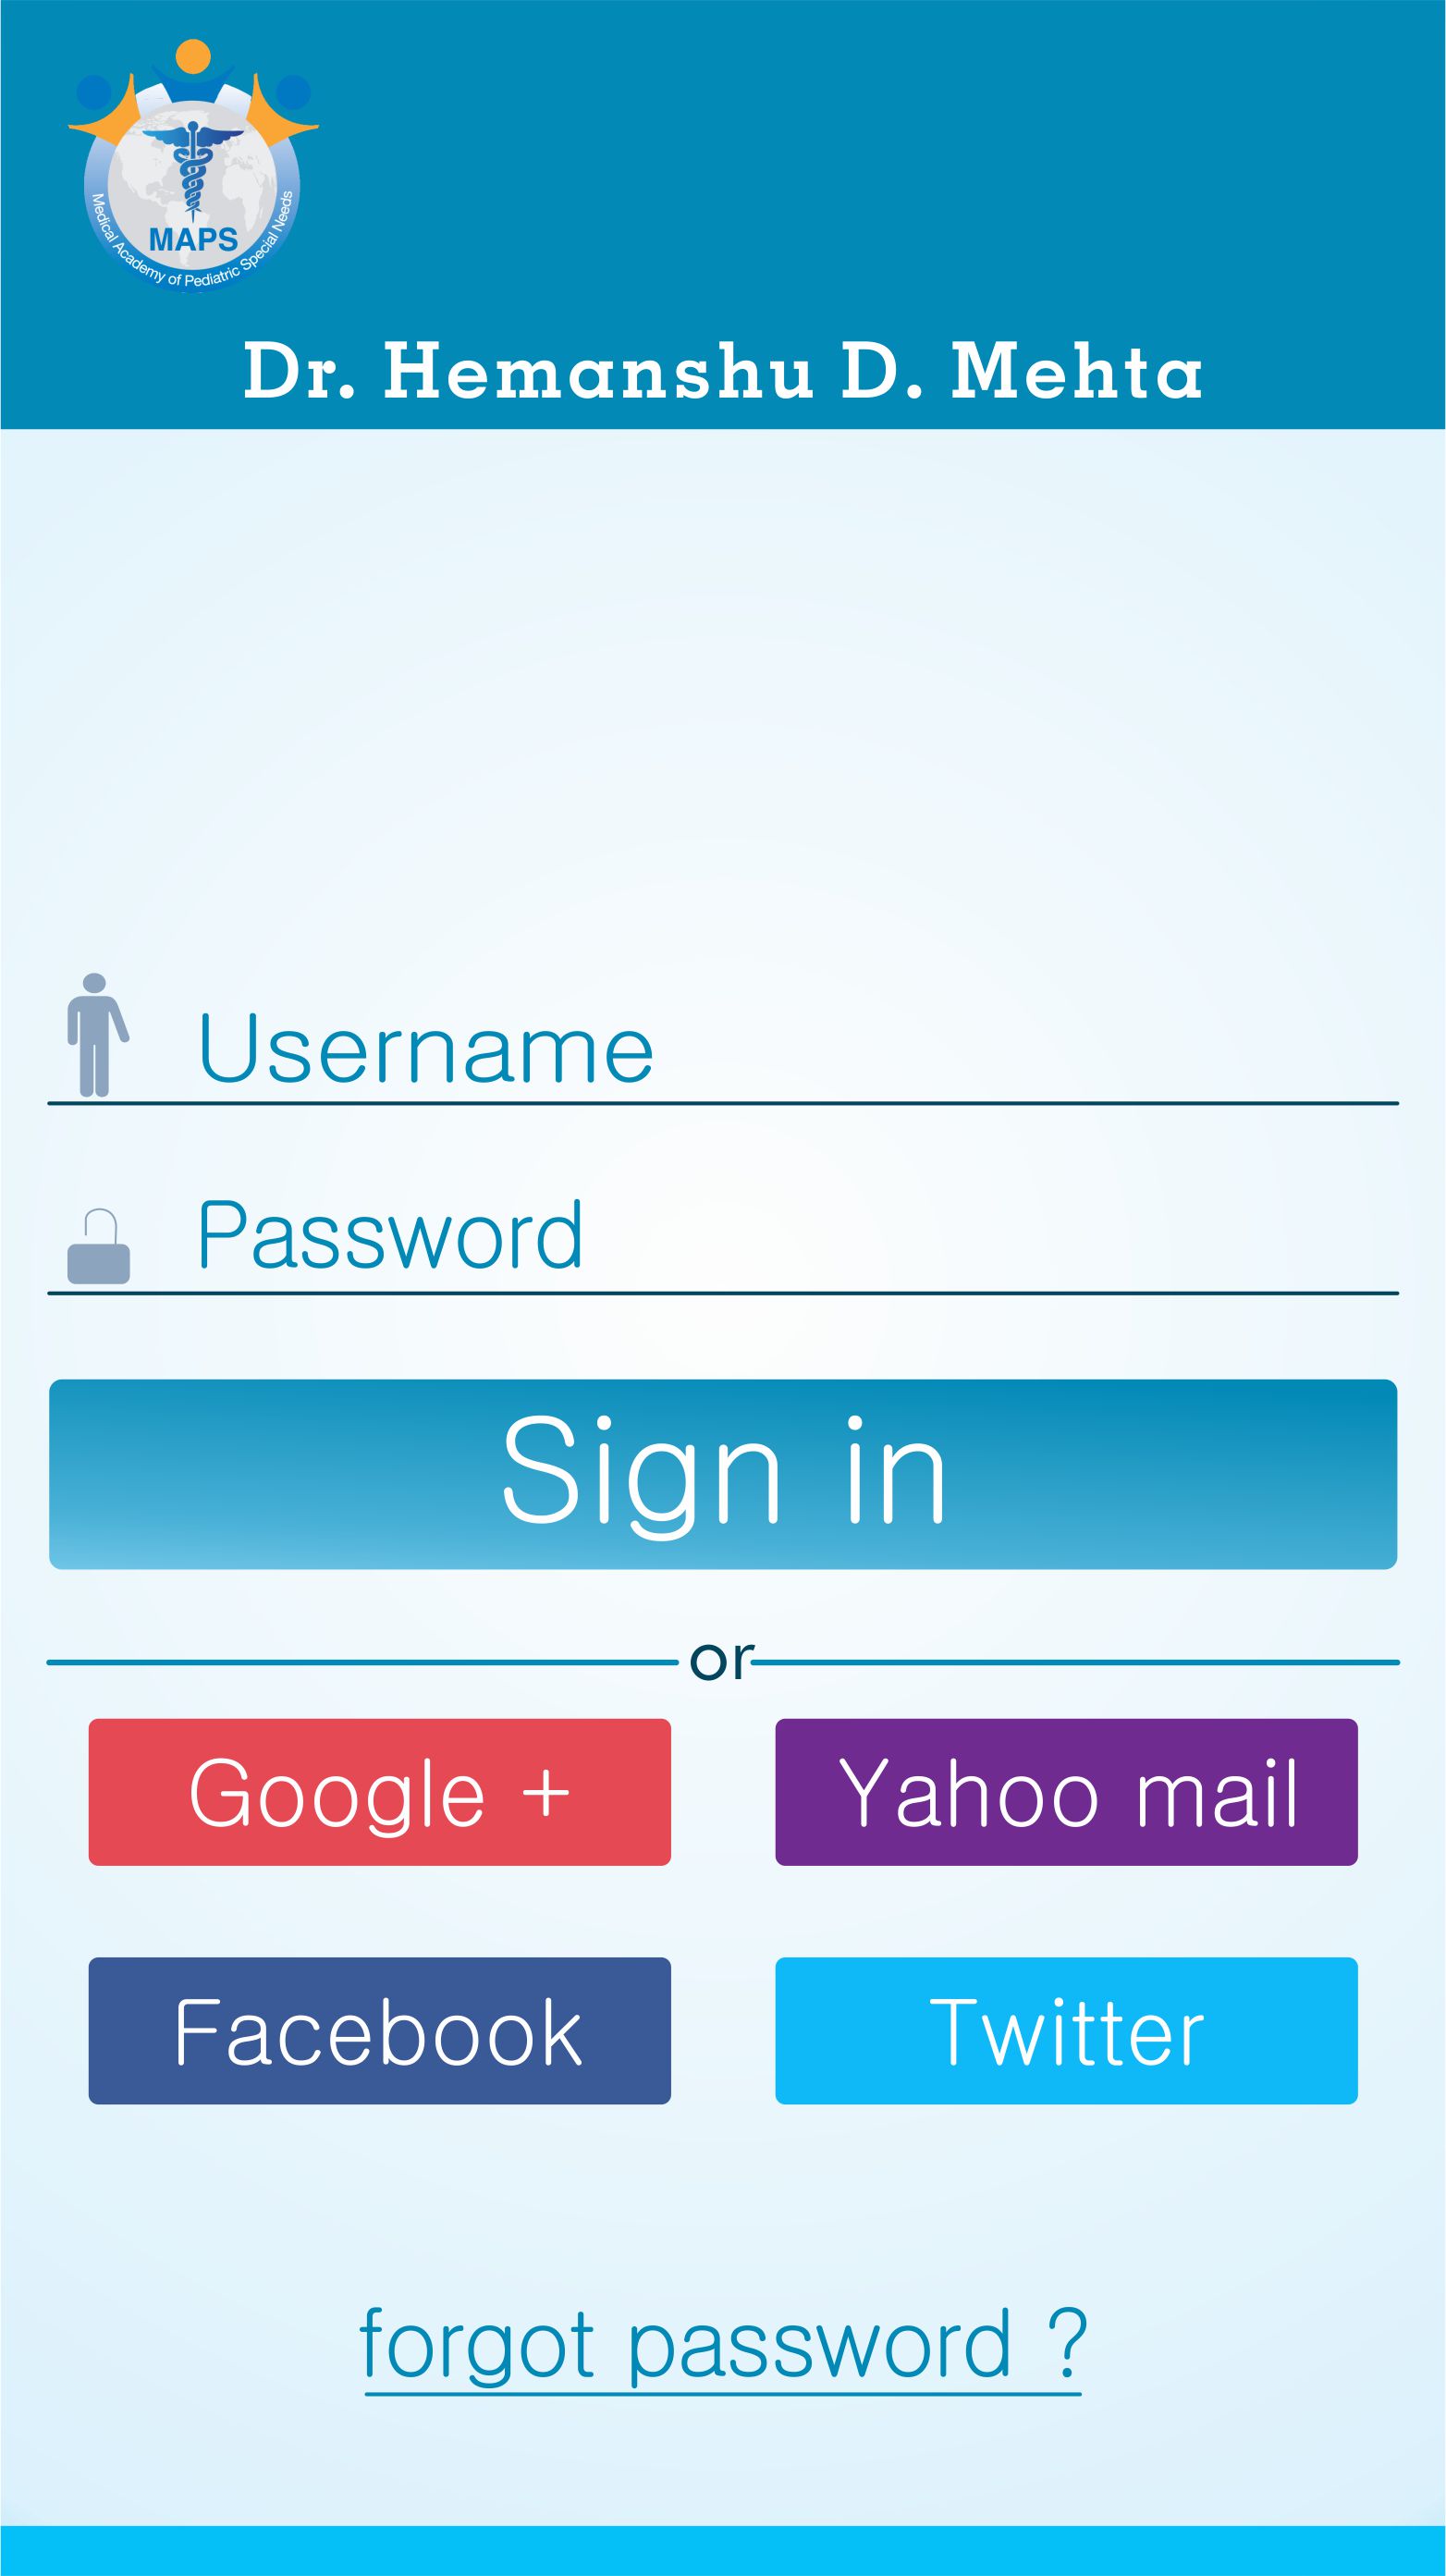 MAPS
Medical Academy of Pediatric Special Needs
Dr. Hemanshu D. Mehta
Username
Password
Sign in
or
Google +
Yahoo mail
Facebook
Twitter
forgot password ?